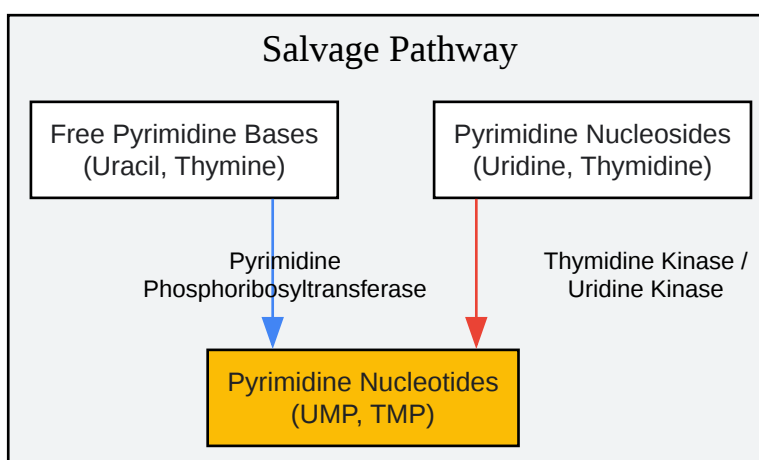 Salvage Pathway
Free Pyrimidine Bases
(Uracil, Thymine)
Pyrimidine Nucleosides
(Uridine, Thymidine)
Pyrimidine
Phosphoribosyltransferase
Thymidine Kinase /
Uridine Kinase
Pyrimidine Nucleotides
(UMP, TMP)